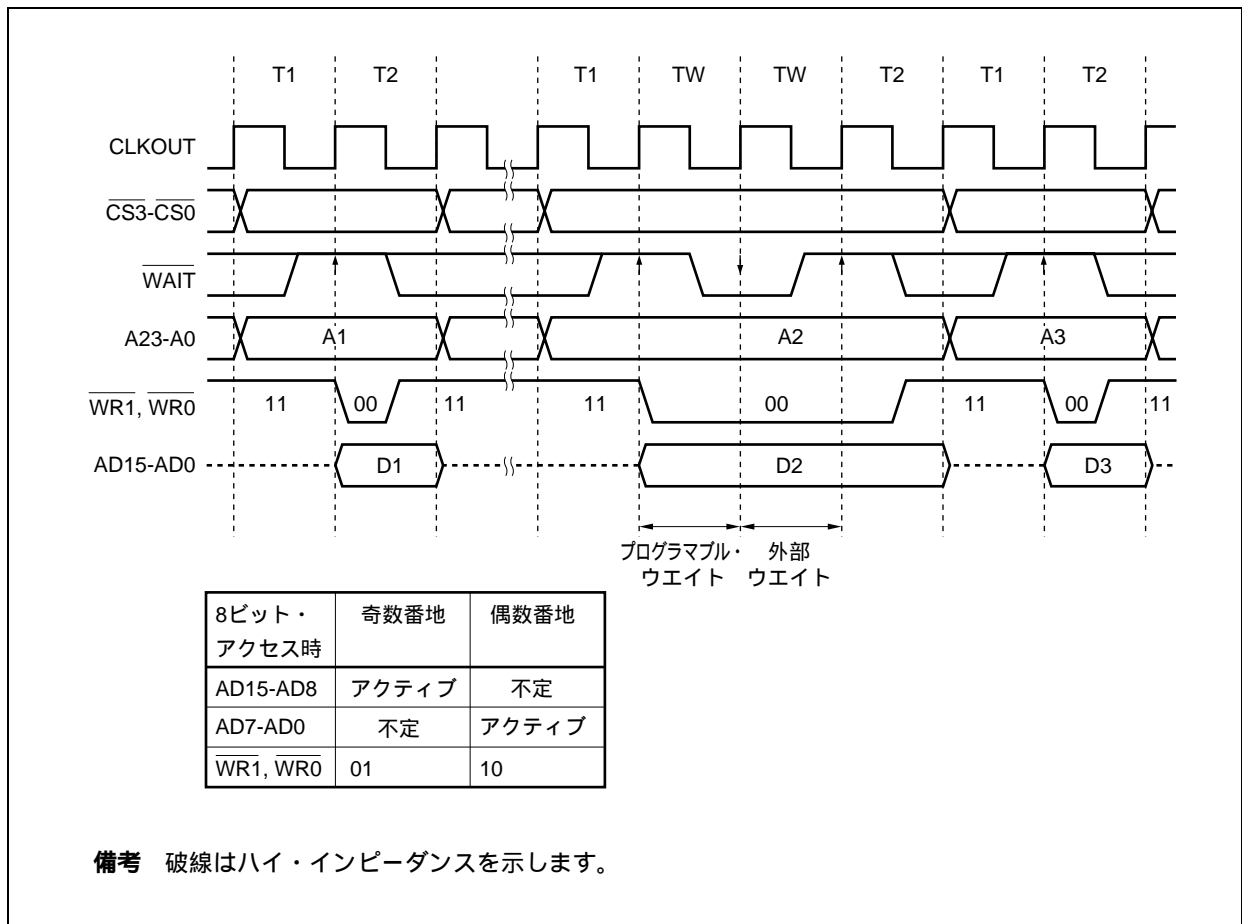 T1 T2 T1 TW TW T2 T1 T2
CLKOUT
CS3-CS0
WAIT
A23-A0 A1 A2 A3
WR1, WR0 11 00 11 11 00 11 00 11
AD15-AD0 D1 D2 D3
プログラマブル・ 外部
ウエイト ウエイト
8ビット・ 奇数番地 偶数番地
アクセス時
AD15-AD8 アクティブ 不定
AD7-AD0 不定 アクティブ
WR1, WR0 01 10
備考 破線はハイ・インピーダンスを示します。